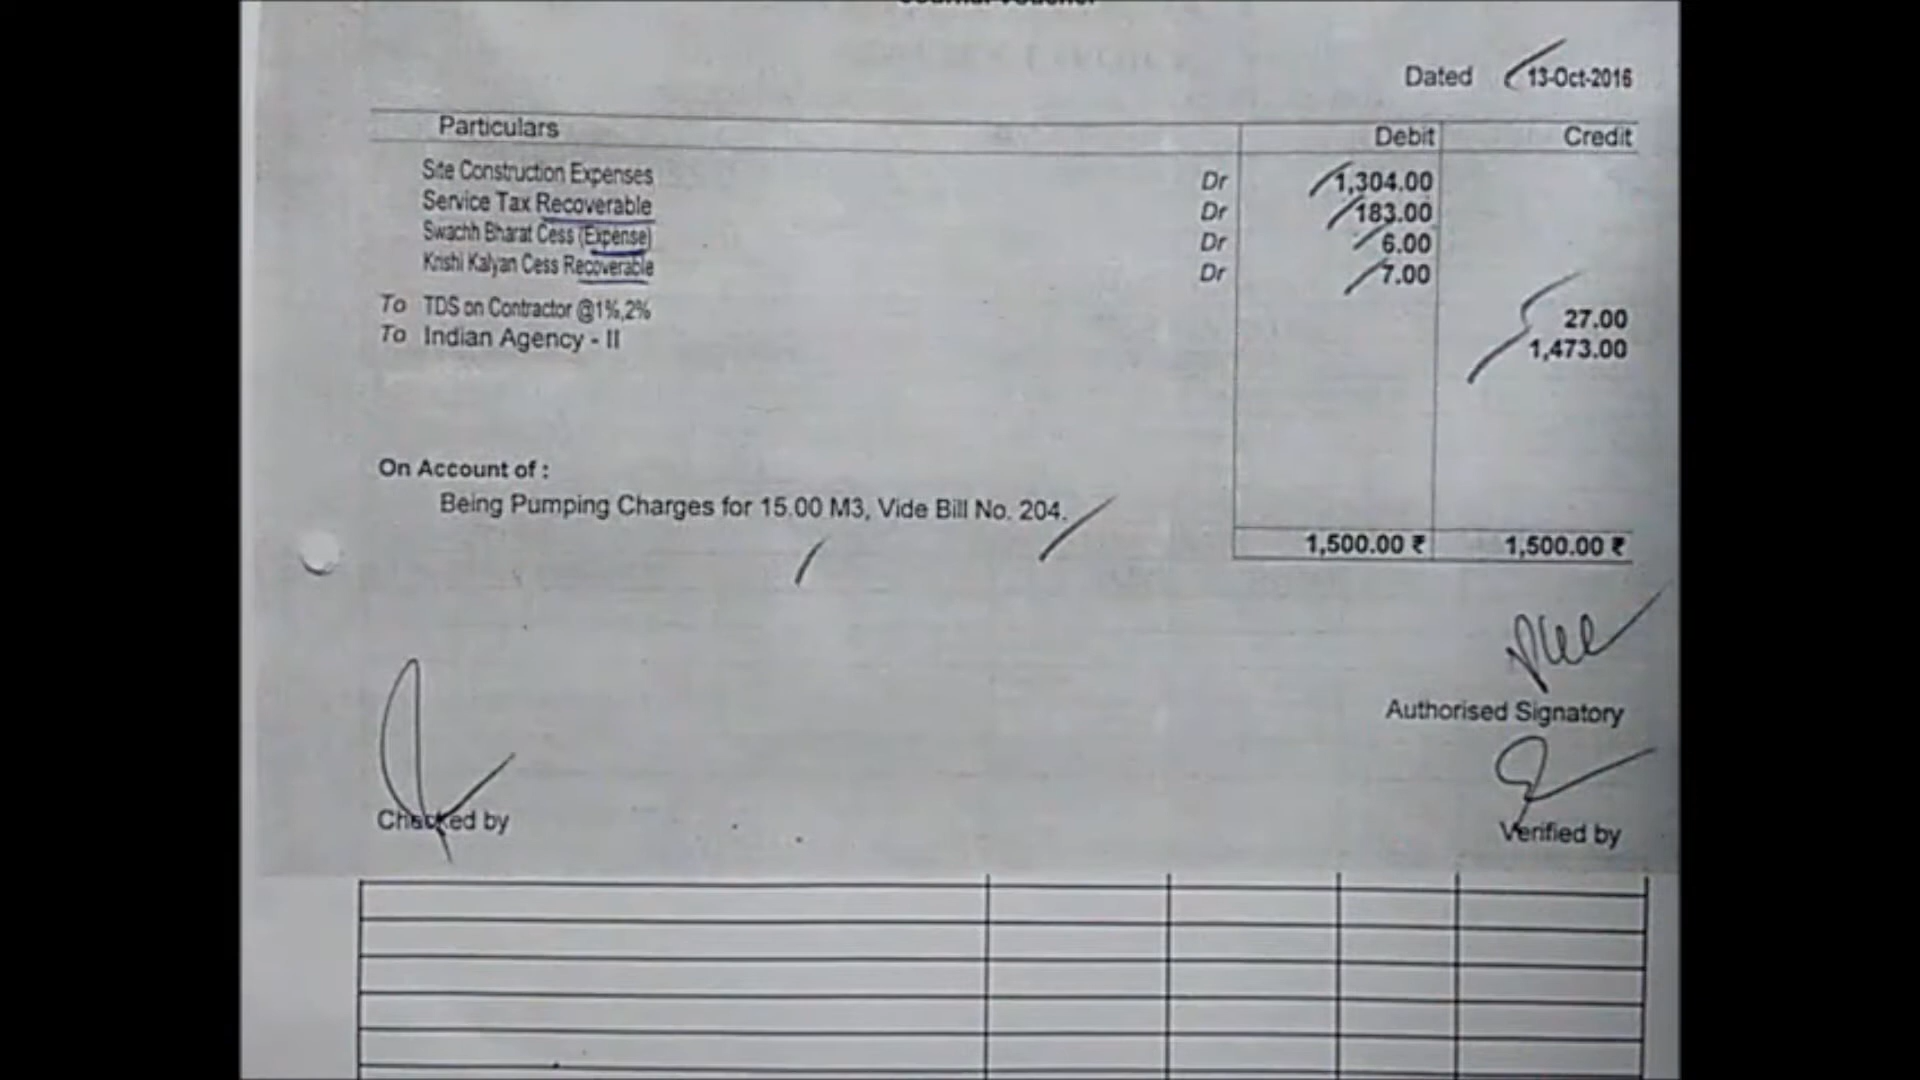 Journal Voucher
Dated 13-Oct-2016
Particulars Debit Credit
Site Construction Expenses Dr 1,304.00
Service Tax Recoverable Dr 183.00
Swachh Bharat Cess (Expense) Dr 6.00
Krishi Kalyan Cess Recoverable Dr 7.00
To TDS on Contractor @1%,2% 27.00
To Indian Agency - II 1,473.00
On Account of :
Being Pumping Charges for 15.00 M3, Vide Bill No. 204.
1,500.00 ₹ 1,500.00 ₹
Authorised Signatory
Checked by
Verified by